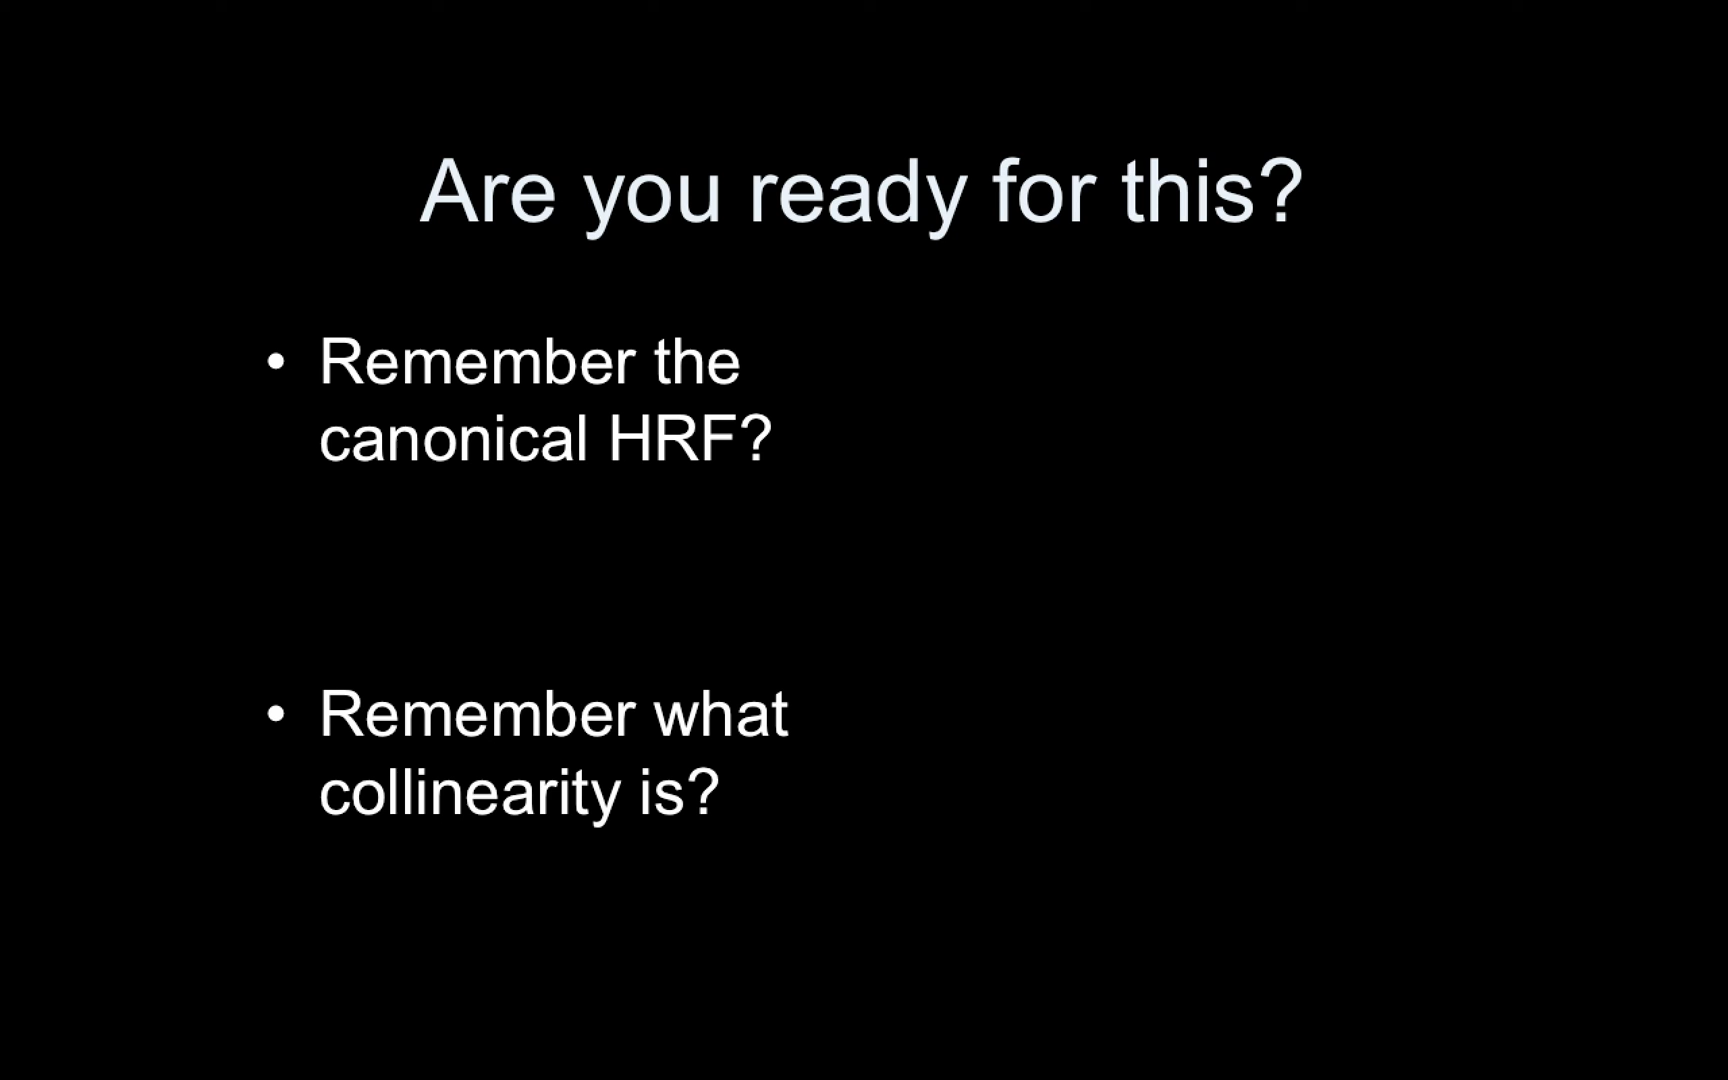 Are you ready for this?
• Remember the
canonical HRF?
• Remember what
collinearity is?